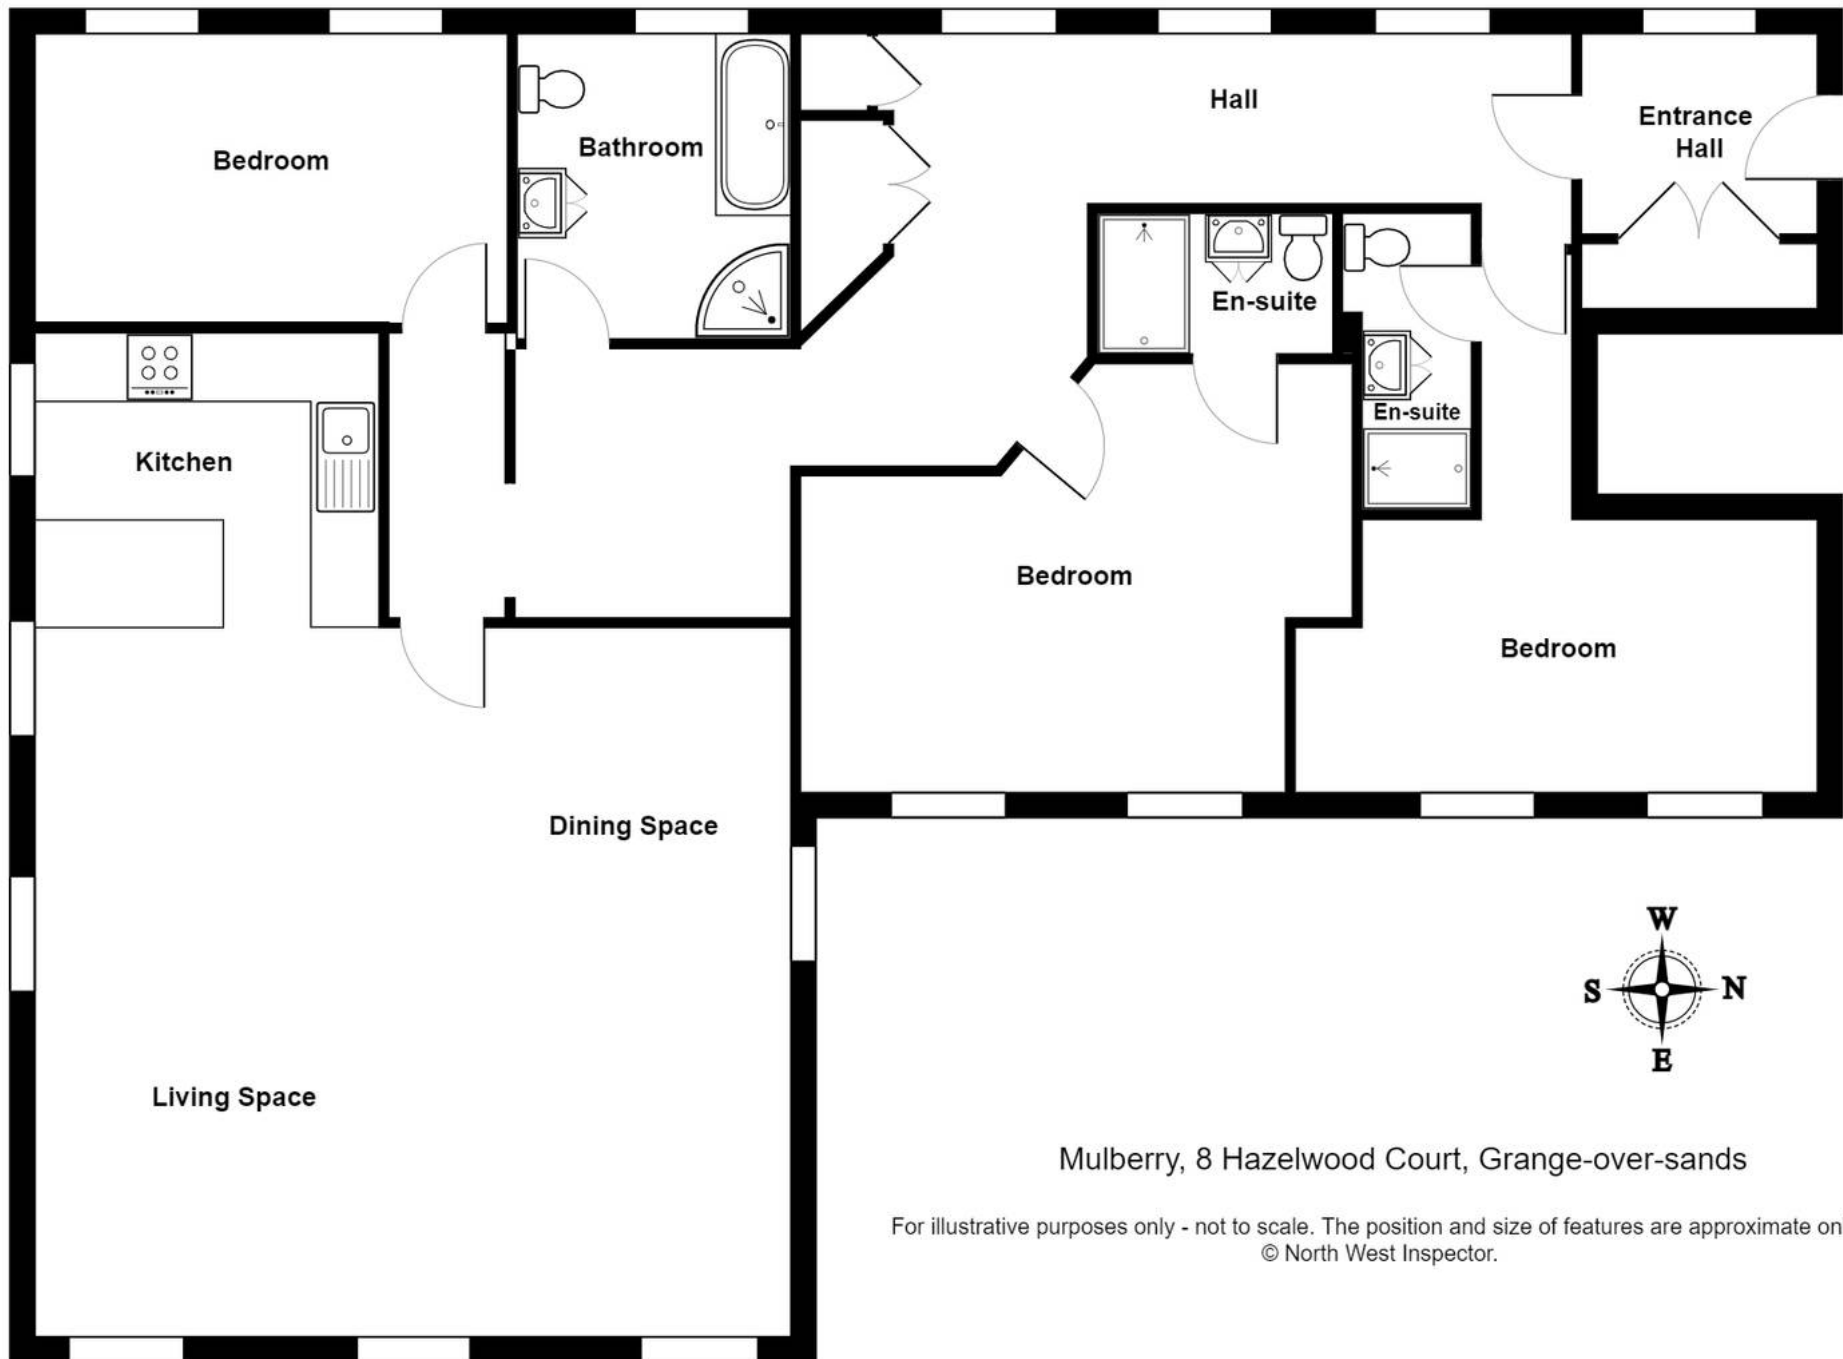 Hall
Entrance
Hall
Bedroom
Bathroom
En-suite
En-suite
Kitchen
Bedroom
Bedroom
Dining Space
Living Space
W
S
N
E
Mulberry, 8 Hazelwood Court, Grange-over-sands
For illustrative purposes only - not to scale. The position and size of features are approximate on
© North West Inspector.